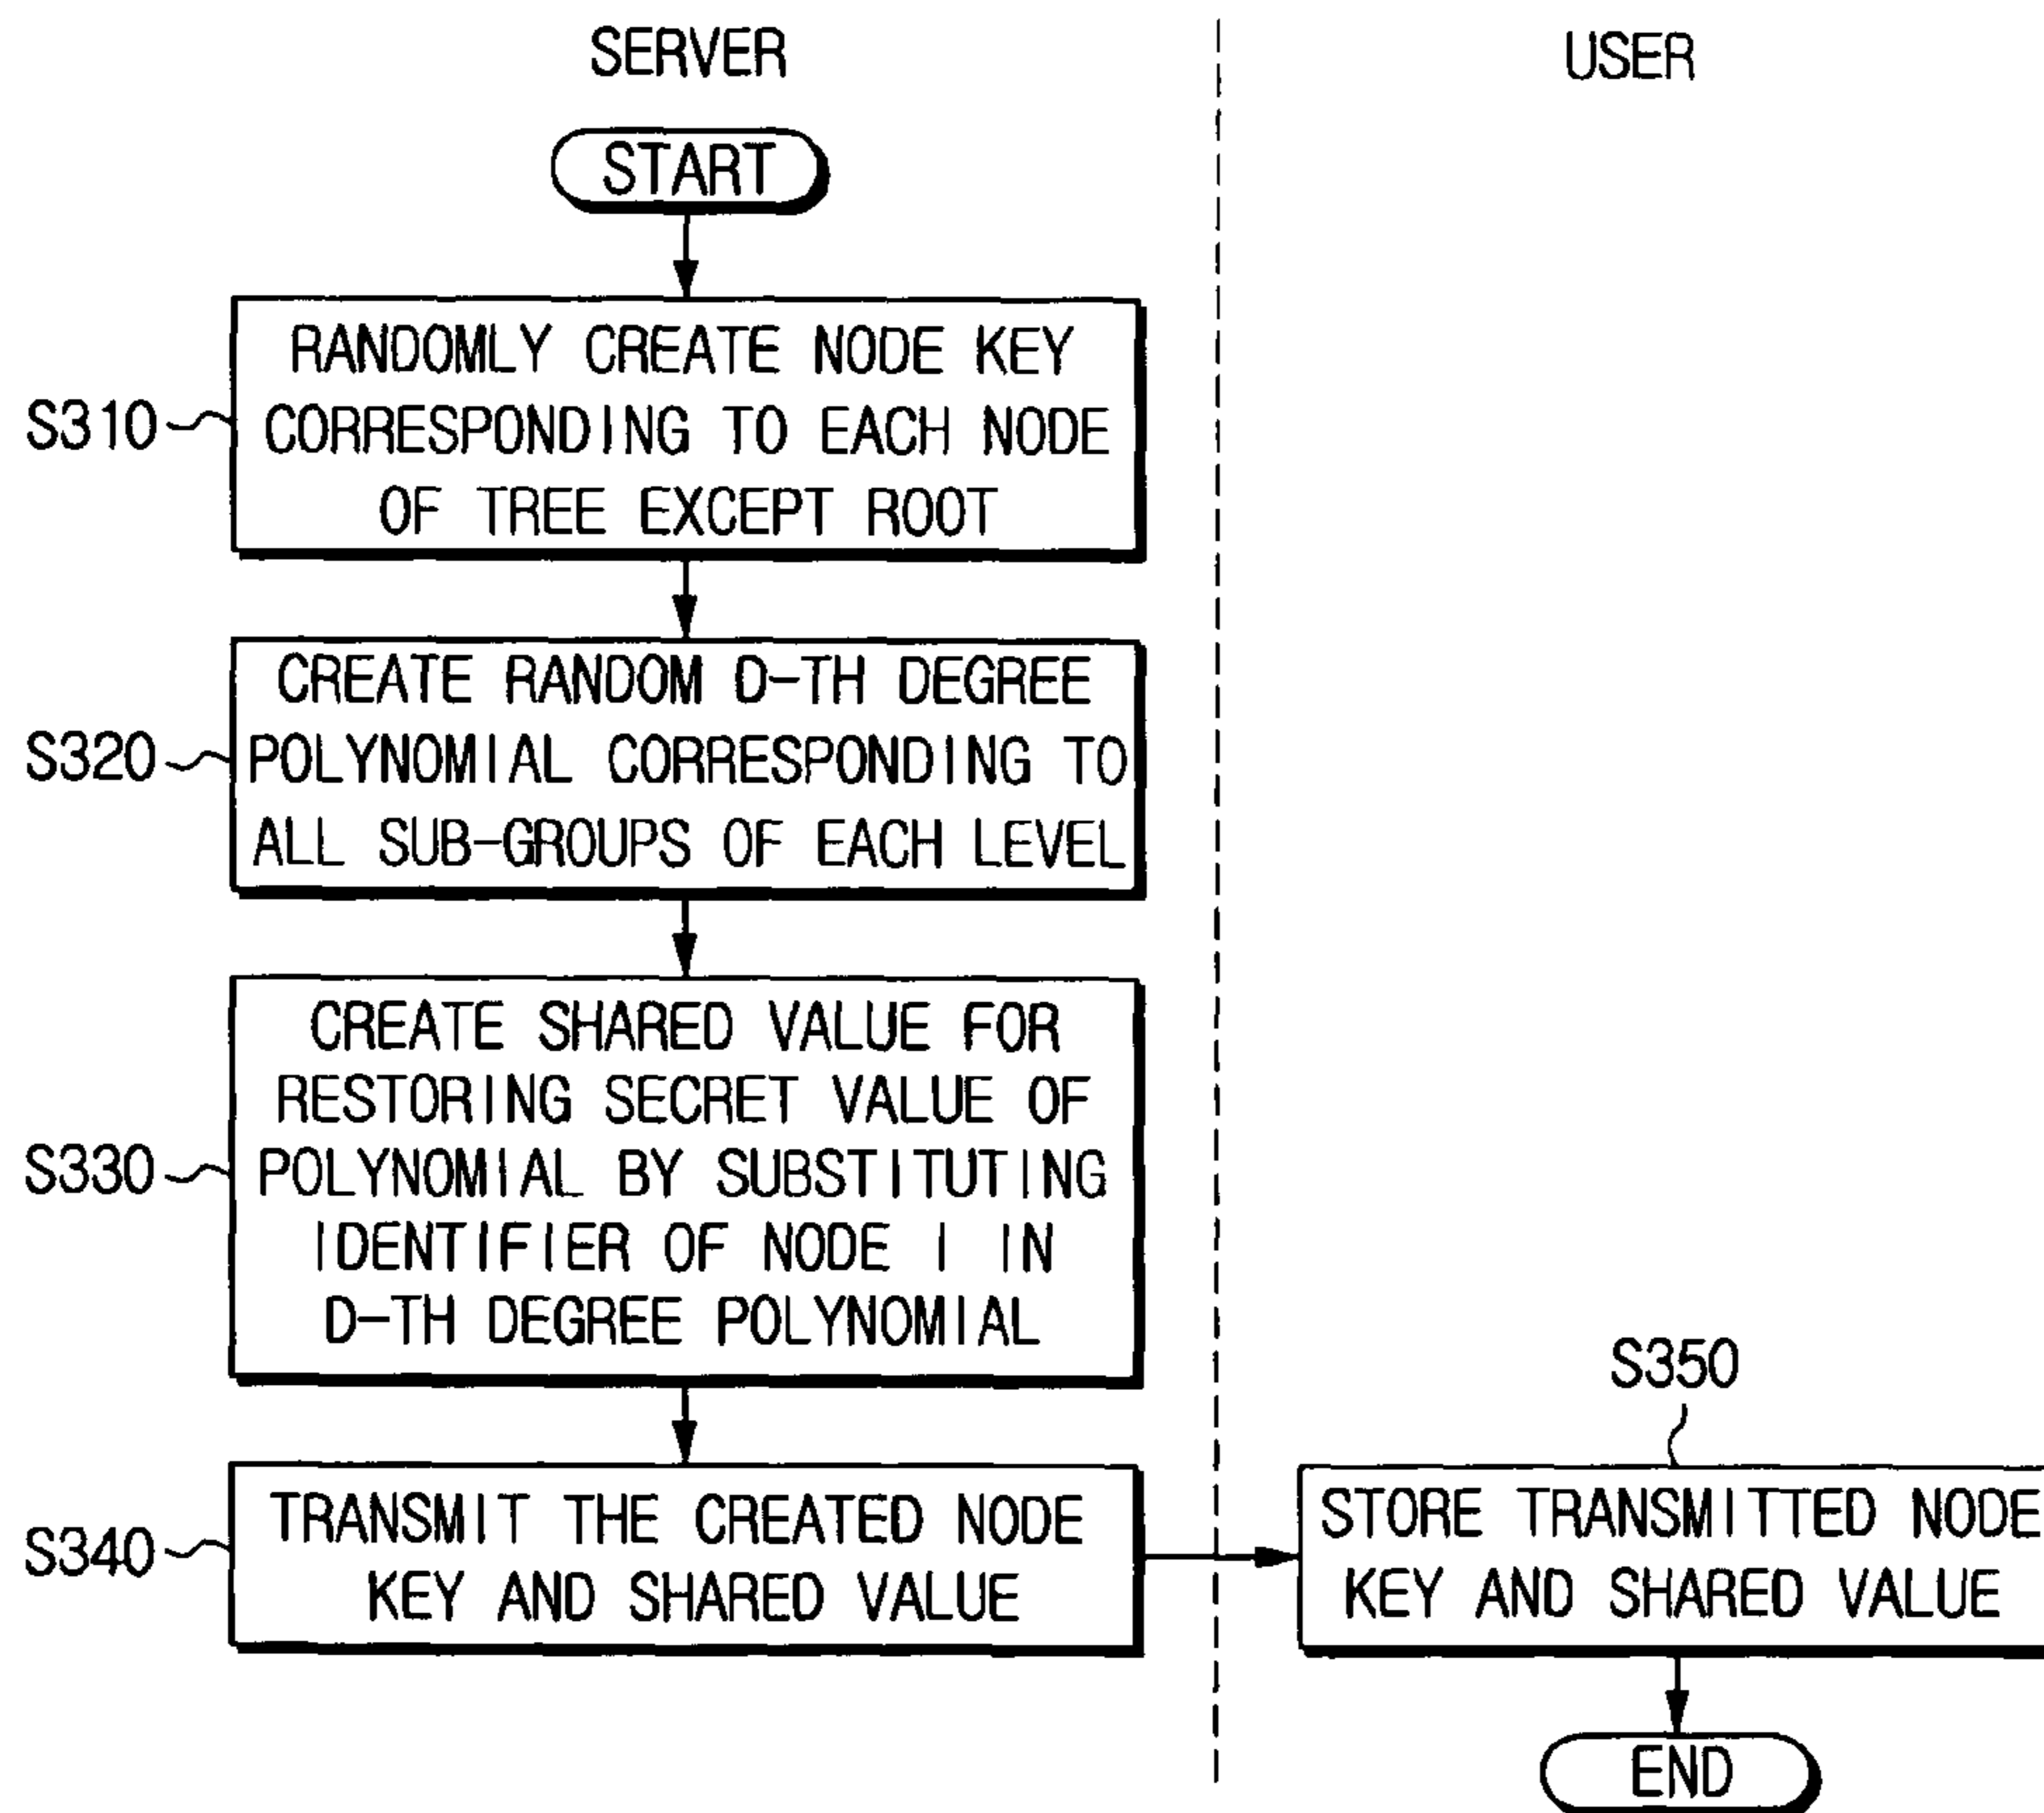 SERVER
USER
START
S310
RANDOMLY CREATE NODE KEY
CORRESPONDING TO EACH NODE
OF TREE EXCEPT ROOT
S320
CREATE RANDOM D-TH DEGREE
POLYNOMIAL CORRESPONDING TO
ALL SUB-GROUPS OF EACH LEVEL
S330
CREATE SHARED VALUE FOR
RESTORING SECRET VALUE OF
POLYNOMIAL BY SUBSTITUTING
IDENTIFIER OF NODE I IN
D-TH DEGREE POLYNOMIAL
S340
TRANSMIT THE CREATED NODE
KEY AND SHARED VALUE
S350
STORE TRANSMITTED NODE
KEY AND SHARED VALUE
END